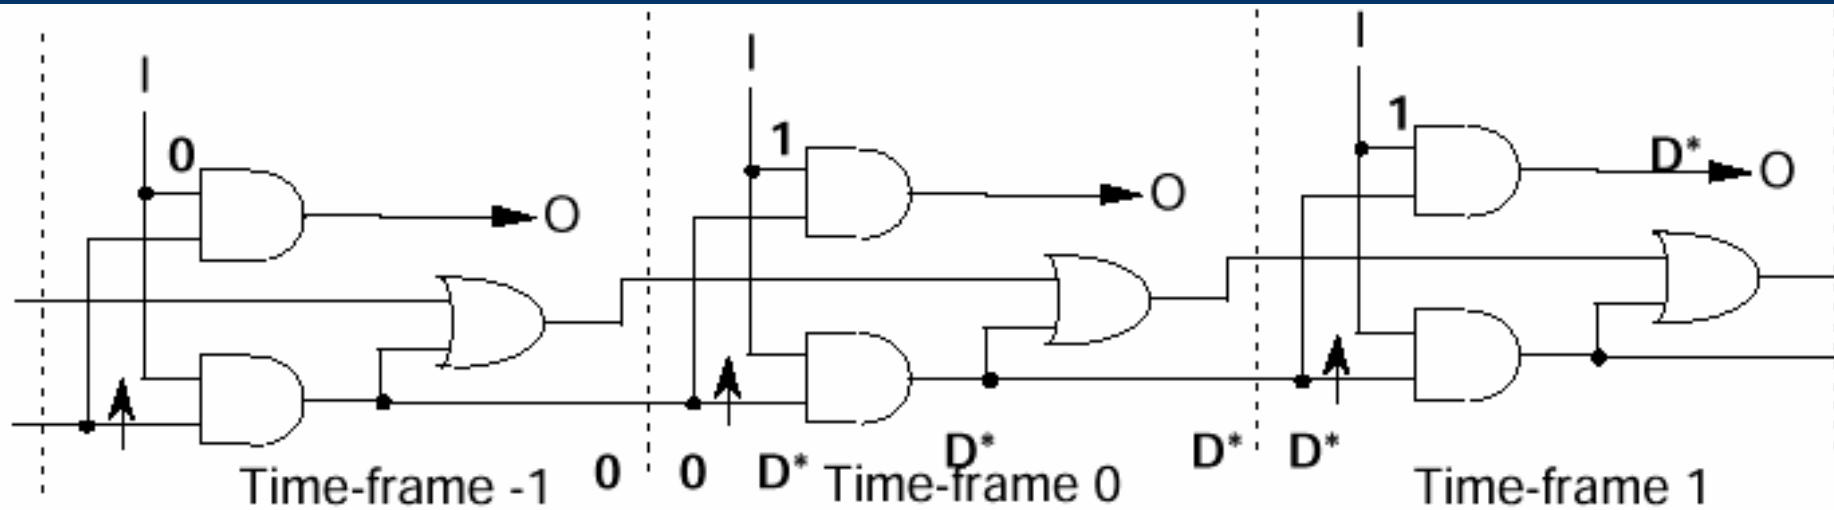 I
0
O
I
1
O
I
1
D*
O
0
0
D*
D*
D*
D*
Time-frame -1
Time-frame 0
Time-frame 1